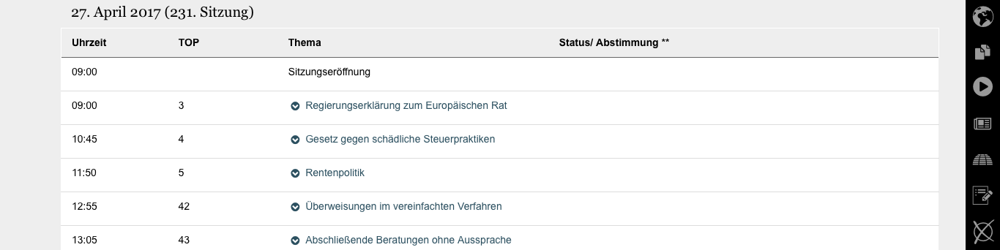 27. April 2017 (231. Sitzung)
Uhrzeit TOP Thema Status/ Abstimmung **
09:00 Sitzungseröffnung
09:00 3 Regierungserklärung zum Europäischen Rat
10:45 4 Gesetz gegen schädliche Steuerpraktiken
11:50 5 Rentenpolitik
12:55 42 Überweisungen im vereinfachten Verfahren
13:05 43 Abschließende Beratungen ohne Aussprache